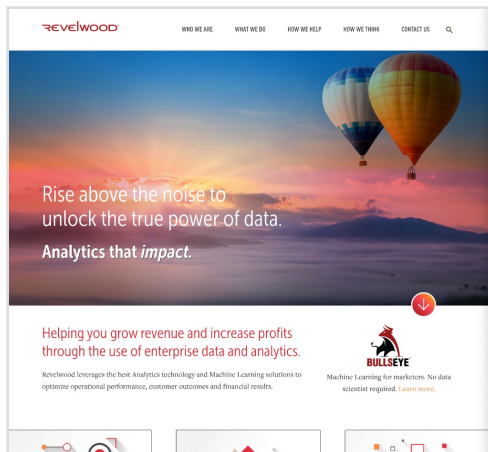 REVELWOOD
WHO WE ARE WHAT WE DO HOW WE HELP HOW WE THINK CONTACT US
Rise above the noise to
unlock the true power of data.
Analytics that impact.
Helping you grow revenue and increase profits
through the use of enterprise data and analytics.
Revelwood leverages the best Analytics technology and Machine Learning solutions to
optimize operational performance, customer outcomes and financial results.
BULLSEYE
Machine Learning for marketers. No data
scientist required. Learn more.